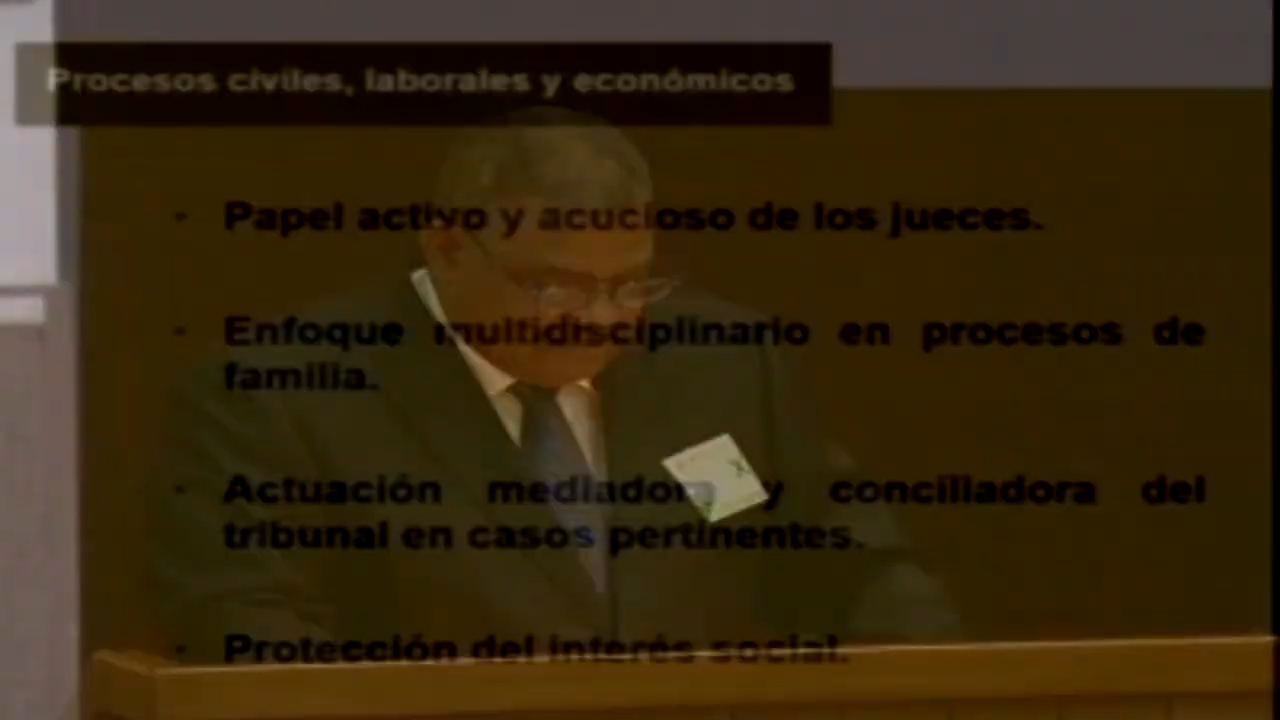 Procesos civiles, laborales y económicos
- Papel activo y acucioso de los jueces.
- Enfoque multidisciplinario en procesos de
familia.
- Actuación mediadora y conciliadora del
tribunal en casos pertinentes.
- Protección del interés social.